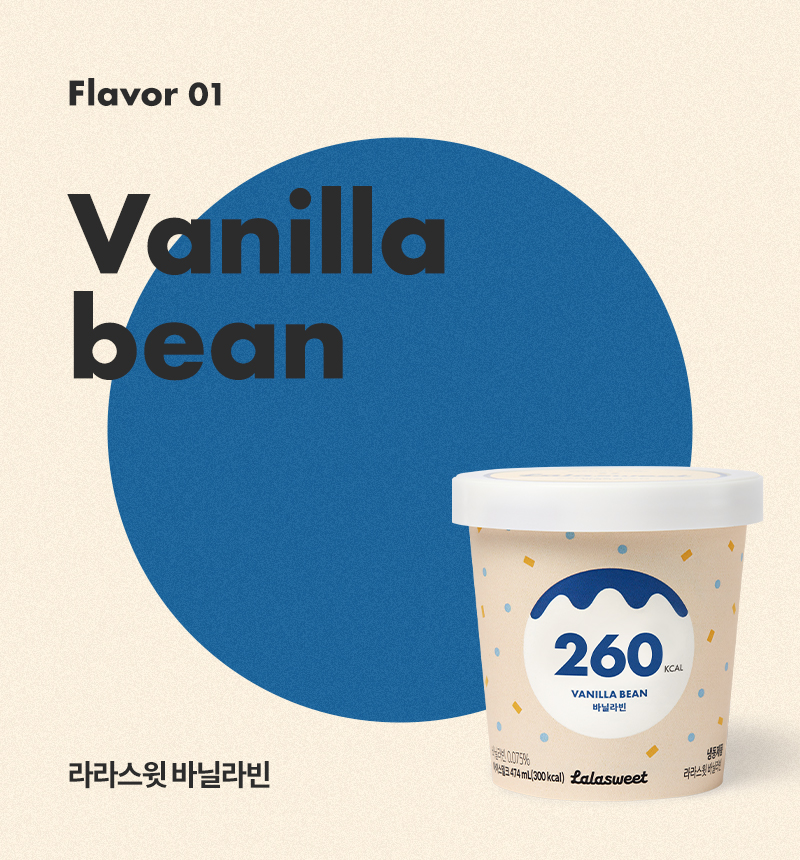 Flavor 01
Vanilla
bean
260 KCAL
VANILLA BEAN
바닐라빈
바닐라빈 0.075%
474 mL(300 kcal)
Lalasweet
냉동제품
라라스윗 바닐라빈
라라스윗 바닐라빈